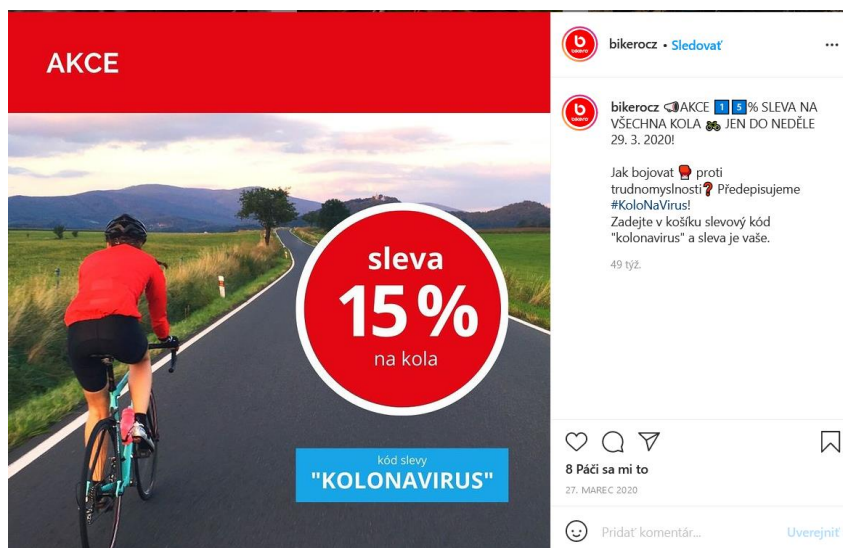 AKCE
sleva
15%
na kola
kód slevy
"KOLONAVIRUS"
b
bikero
bikerocz • Sledovať
...
b
bikero
bikerocz 📢AKCE 1️⃣5️⃣% SLEVA NA
VŠECHNA KOLA 🚲 JEN DO NEDĚLE
29. 3. 2020!
Jak bojovat 🥊 proti
trudnomyslnosti❓ Předepisujeme
#KoloNaVirus!
Zadejte v košíku slevový kód
"kolonavirus" a sleva je vaše.
49 týž.
8 Páči sa mi to
27. MAREC 2020
Pridať komentár... Uverejniť